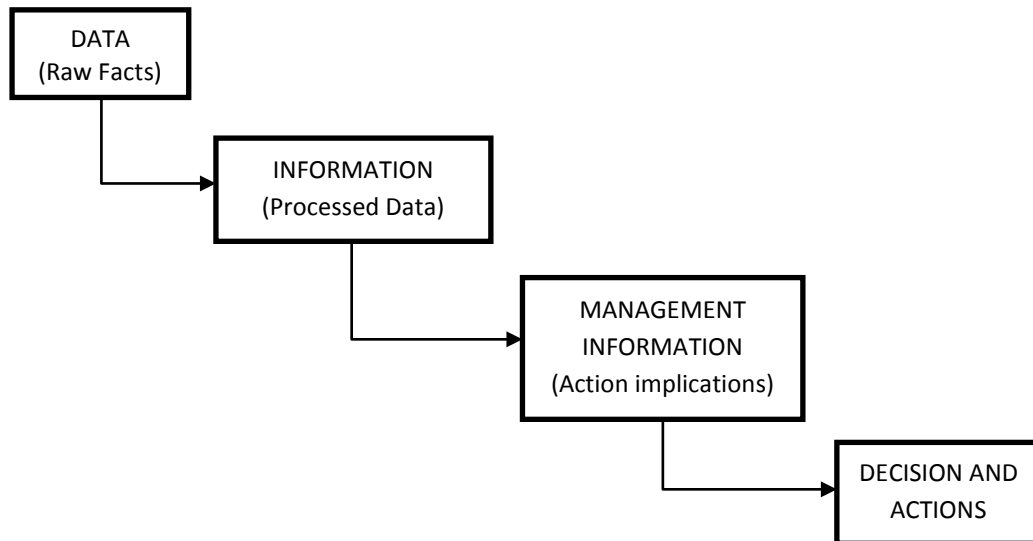 DATA
(Raw Facts)
INFORMATION
(Processed Data)
MANAGEMENT
INFORMATION
(Action implications)
DECISION AND
ACTIONS